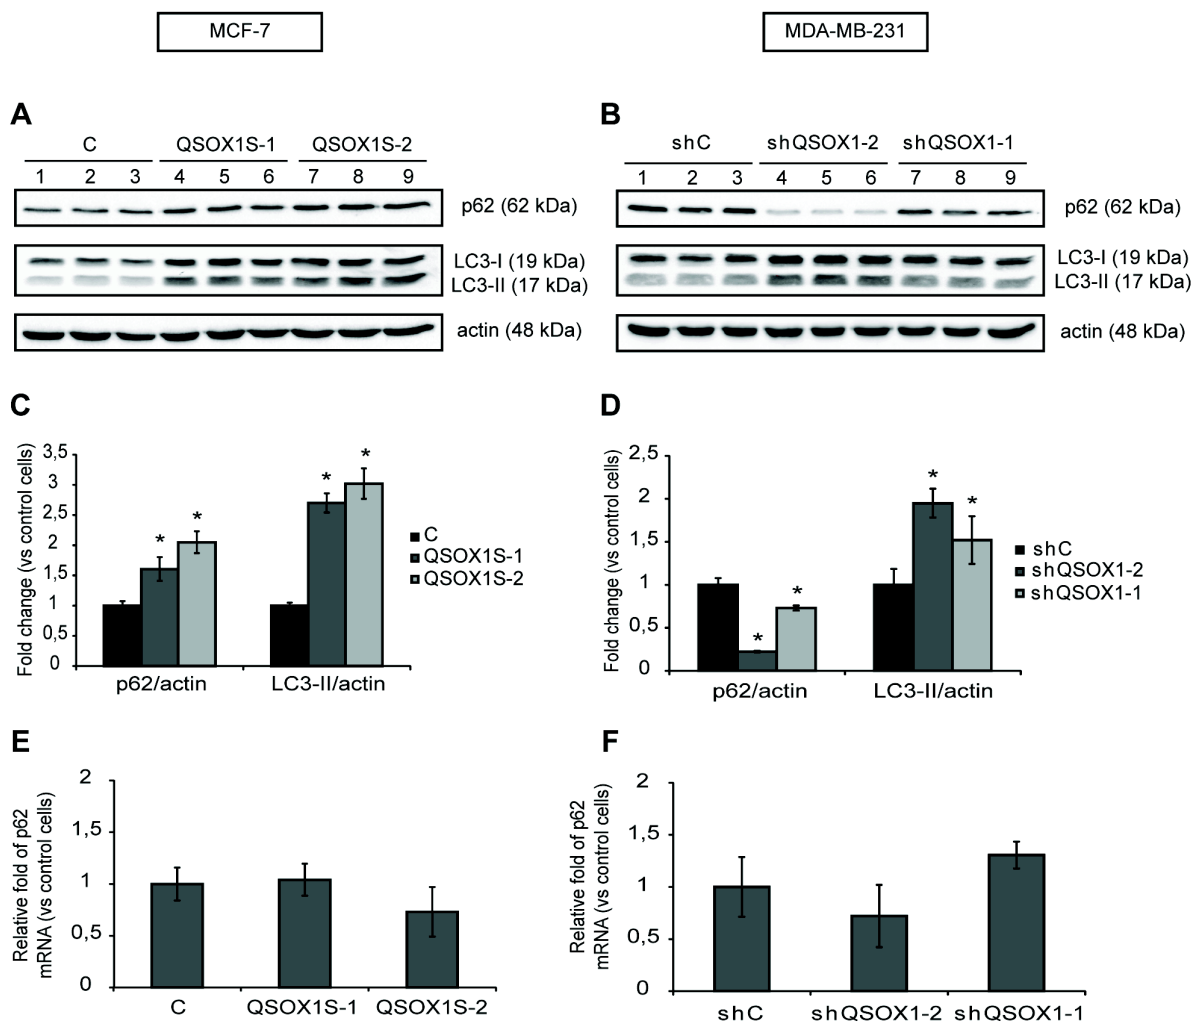 MCF-7
MDA-MB-231
A
C QSOX1S-1 QSOX1S-2
1 2 3 4 5 6 7 8 9
p62 (62 kDa)
LC3-I (19 kDa)
LC3-II (17 kDa)
actin (48 kDa)
B
shC shQSOX1-2 shQSOX1-1
1 2 3 4 5 6 7 8 9
p62 (62 kDa)
LC3-I (19 kDa)
LC3-II (17 kDa)
actin (48 kDa)
C
Fold change (vs control cells)
3,5
3
2,5
2
1,5
1
0,5
0
* * * *
p62/actin LC3-II/actin
C
QSOX1S-1
QSOX1S-2
D
Fold change (vs control cells)
2,5
2
1,5
1
0,5
0
* * * *
p62/actin LC3-II/actin
shC
shQSOX1-2
shQSOX1-1
E
Relative fold of p62
mRNA (vs control cells)
2
1,5
1
0,5
0
C QSOX1S-1 QSOX1S-2
F
Relative fold of p62
mRNA (vs control cells)
2
1,5
1
0,5
0
shC shQSOX1-2 shQSOX1-1